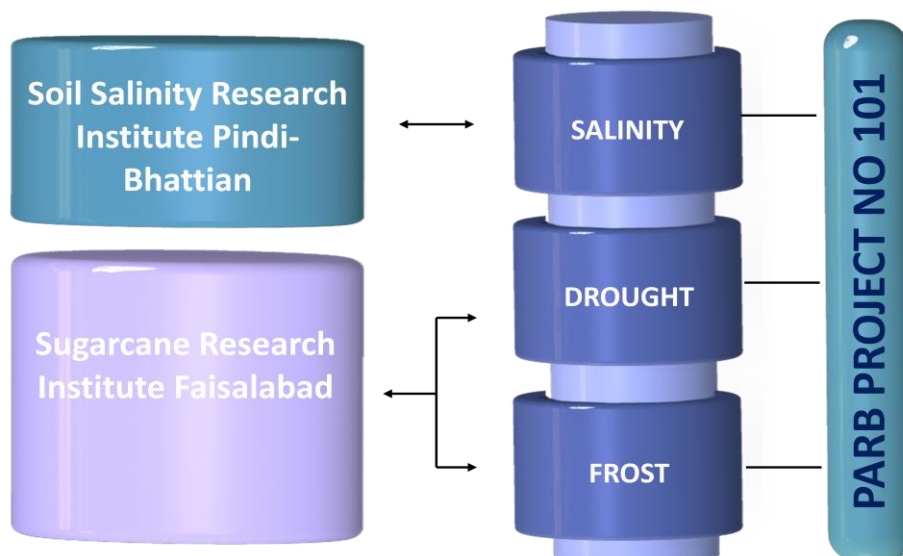 Soil Salinity Research
Institute Pindi-
Bhattian
Sugarcane Research
Institute Faisalabad
SALINITY
DROUGHT
FROST
PARB PROJECT NO 101